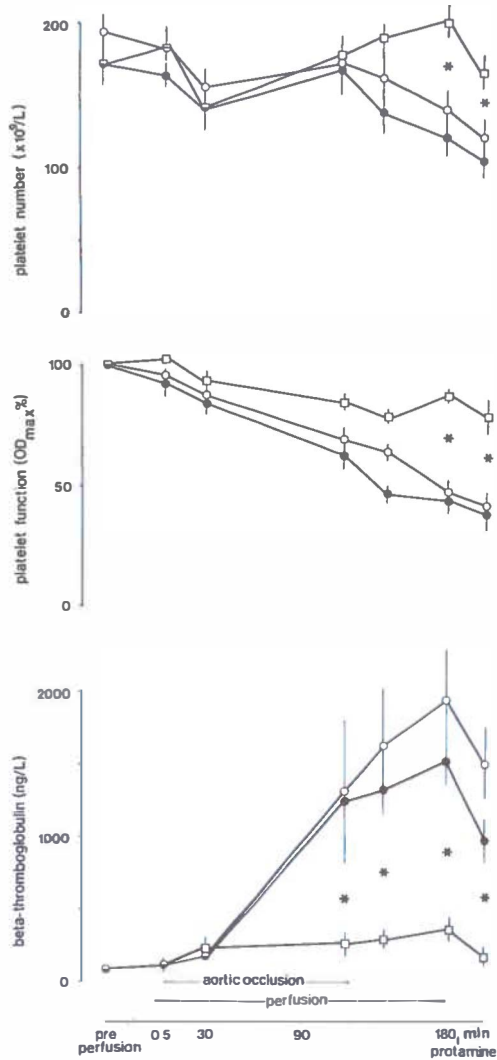 200
100
0
platelet number (x10⁹/L)
*
*
100
50
0
platelet function (OD max %)
*
*
2000
1000
0
beta-thromboglobulin (ng/L)
*
*
*
*
aortic occlusion
perfusion
pre perfusion
0 5
30
90
180, min
protamine